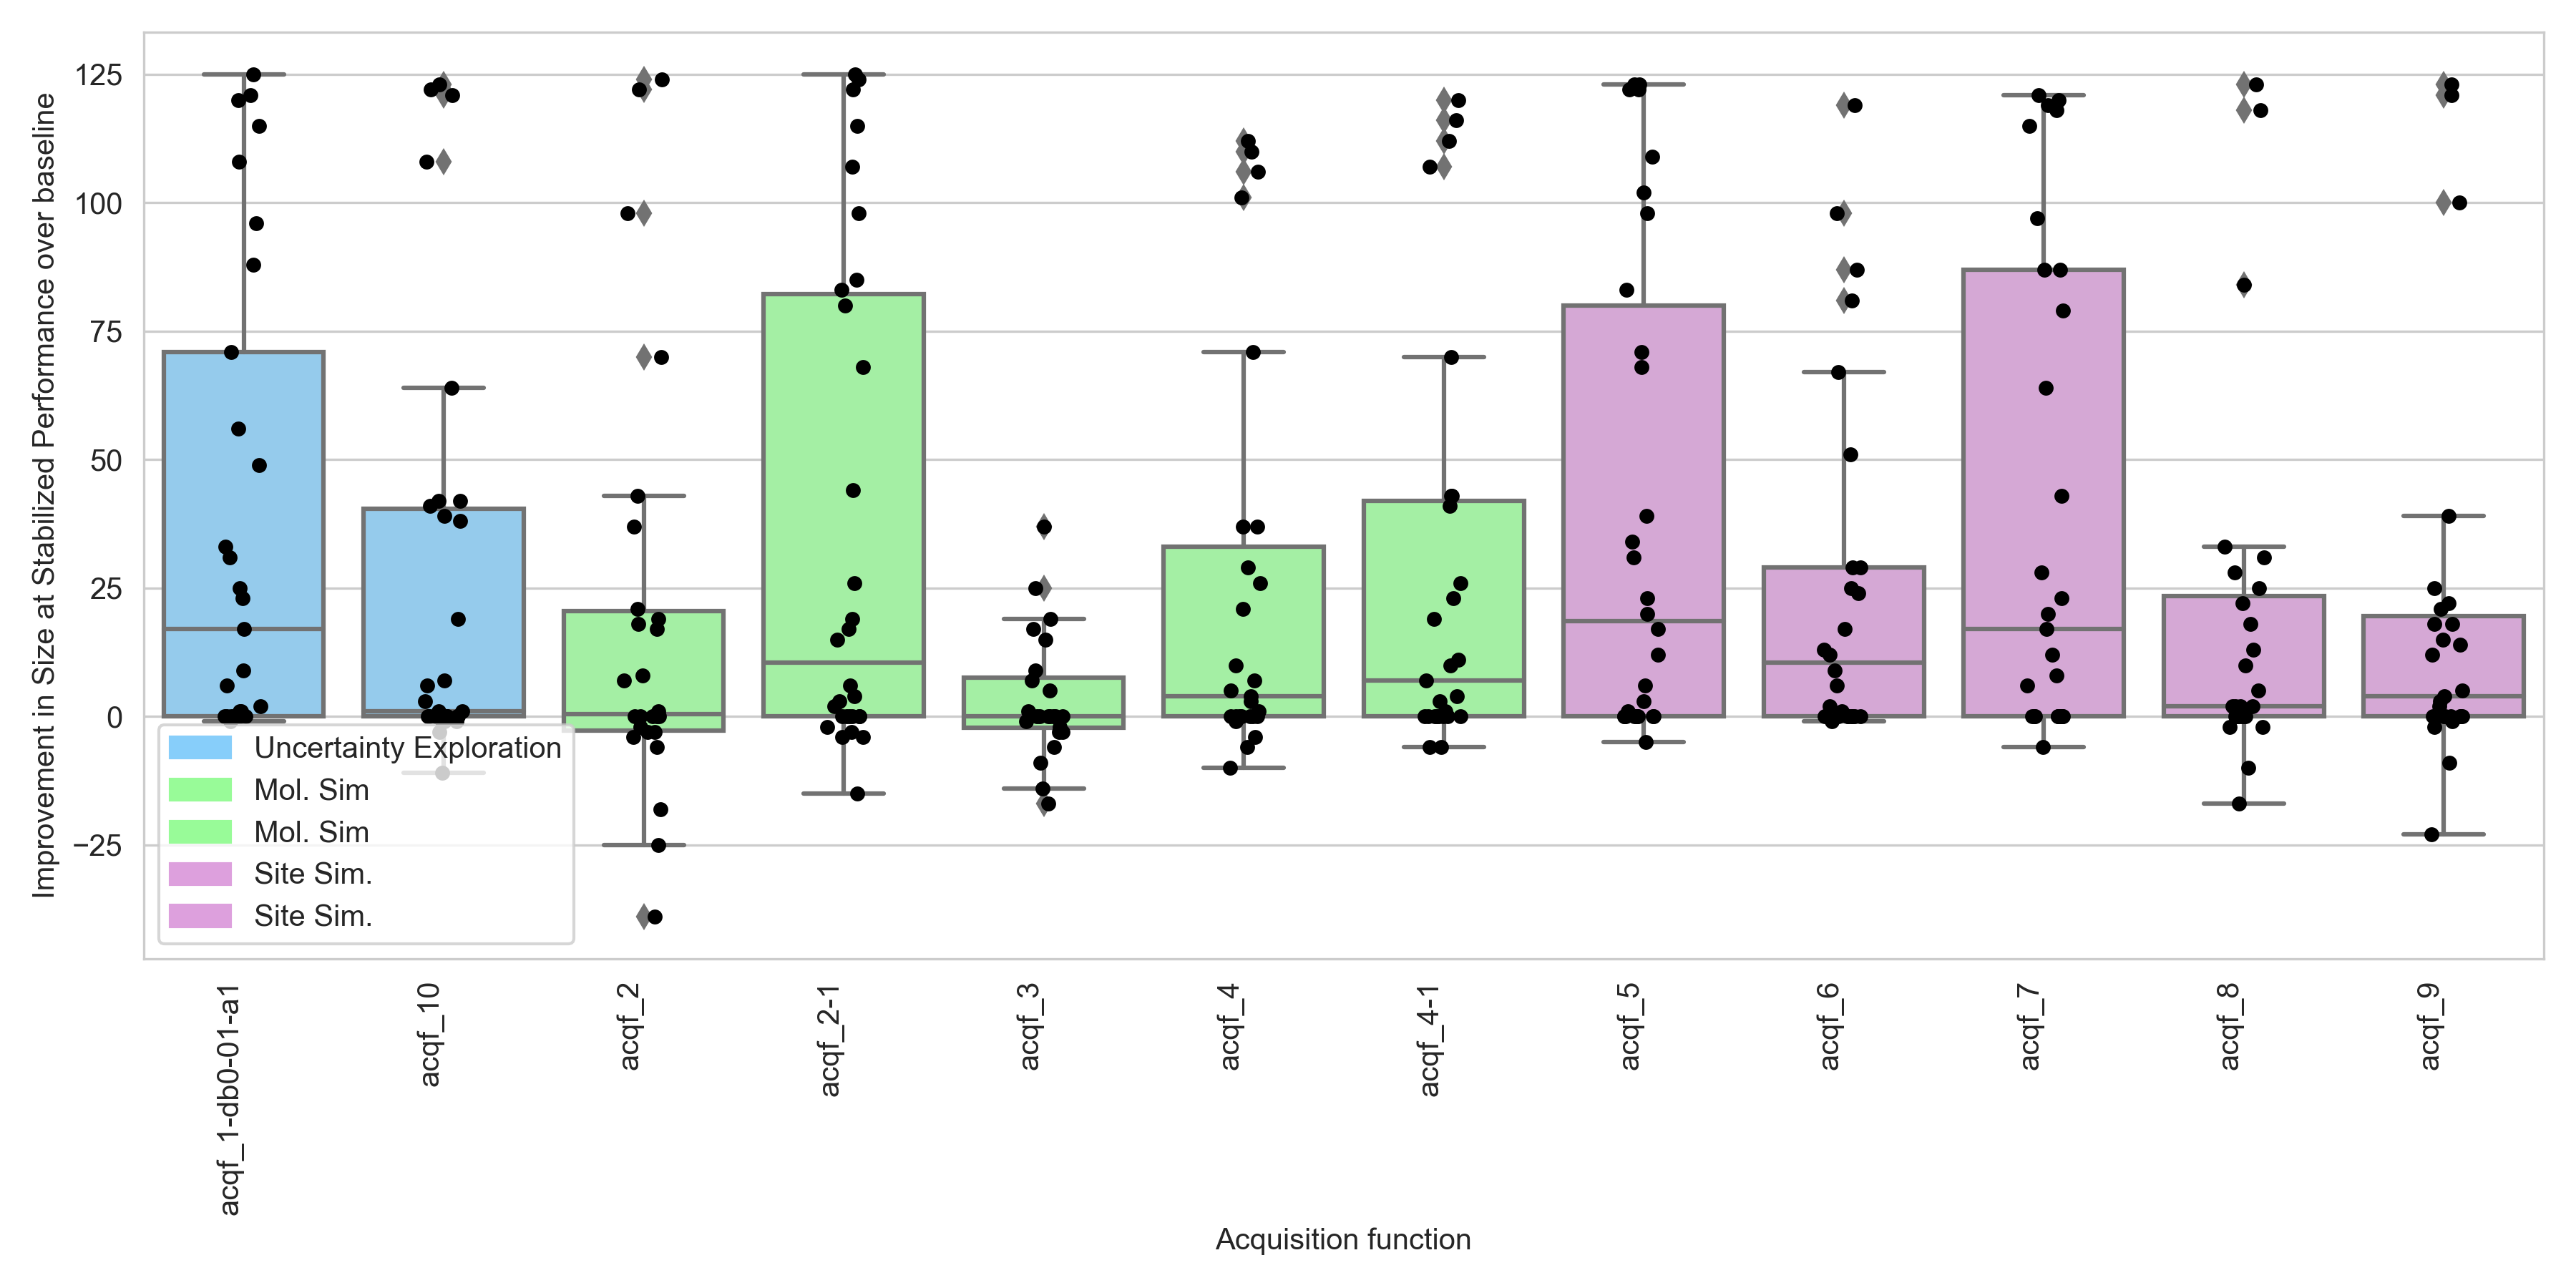 Improvement in Size at Stabilized Performance over baseline
125
100
75
50
25
0
−25
Uncertainty Exploration
Mol. Sim
Mol. Sim
Site Sim.
Site Sim.
acqf_1-db0-01-a1
acqf_10
acqf_2
acqf_2-1
acqf_3
acqf_4
acqf_4-1
acqf_5
acqf_6
acqf_7
acqf_8
acqf_9
Acquisition function